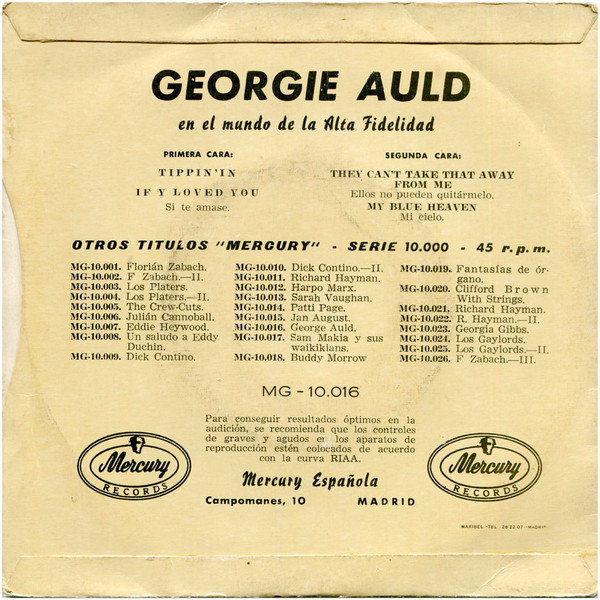 GEORGIE AULD
en el mundo de la Alta Fidelidad
PRIMERA CARA:
TIPPIN'IN
IF Y LOVED YOU
Si te amase.
SEGUNDA CARA:
THEY CAN'T TAKE THAT AWAY
FROM ME
Ellos no pueden quitármelo.
MY BLUE HEAVEN
Mi cielo.
OTROS TITULOS "MERCURY" - SERIE 10.000 - 45 r.p.m.
MG-10.001. Florián Zabach.
MG-10.002. F Zabach.—II.
MG-10.003. Los Platers.
MG-10.004. Los Platers.—II.
MG-10.005. The Crew-Cuts.
MG-10.006. Julián Camnoball.
MG-10.007. Eddie Heywood.
MG-10.008. Un saludo a Eddy
Duchin.
MG-10.009. Dick Contino.
MG-10.010. Dick Contino.—II.
MG-10.011. Richard Hayman.
MG-10.012. Harpo Marx.
MG-10.013. Sarah Vaughan.
MG-10.014. Patti Page.
MG-10.015. Jan August.
MG-10.016. George Auld.
MG-10.017. Sam Makia y sus
waikikians.
MG-10.018. Buddy Morrow
MG-10.019. Fantasías de ór-
gano.
MG-10.020. Clifford Brown
With Strings.
MG-10.021. Richard Hayman.
MG-10.022. R. Hayman.—II.
MG-10.023. Georgia Gibbs.
MG-10.024. Los Gaylords.
MG-10.025. Los Gaylords.—II.
MG-10.026. F Zabach.—III.
MG - 10.016
Para conseguir resultados óptimos en la
audición, se recomienda que los controles
de graves y agudos en los aparatos de
reproducción estén colocados de acuerdo
con la curva RIAA.
Mercury Española
Campomanes, 10 MADRID
Mercury
RECORDS
Mercury
RECORDS
MARISEL.-TEL. 28 22 07 -MADRID